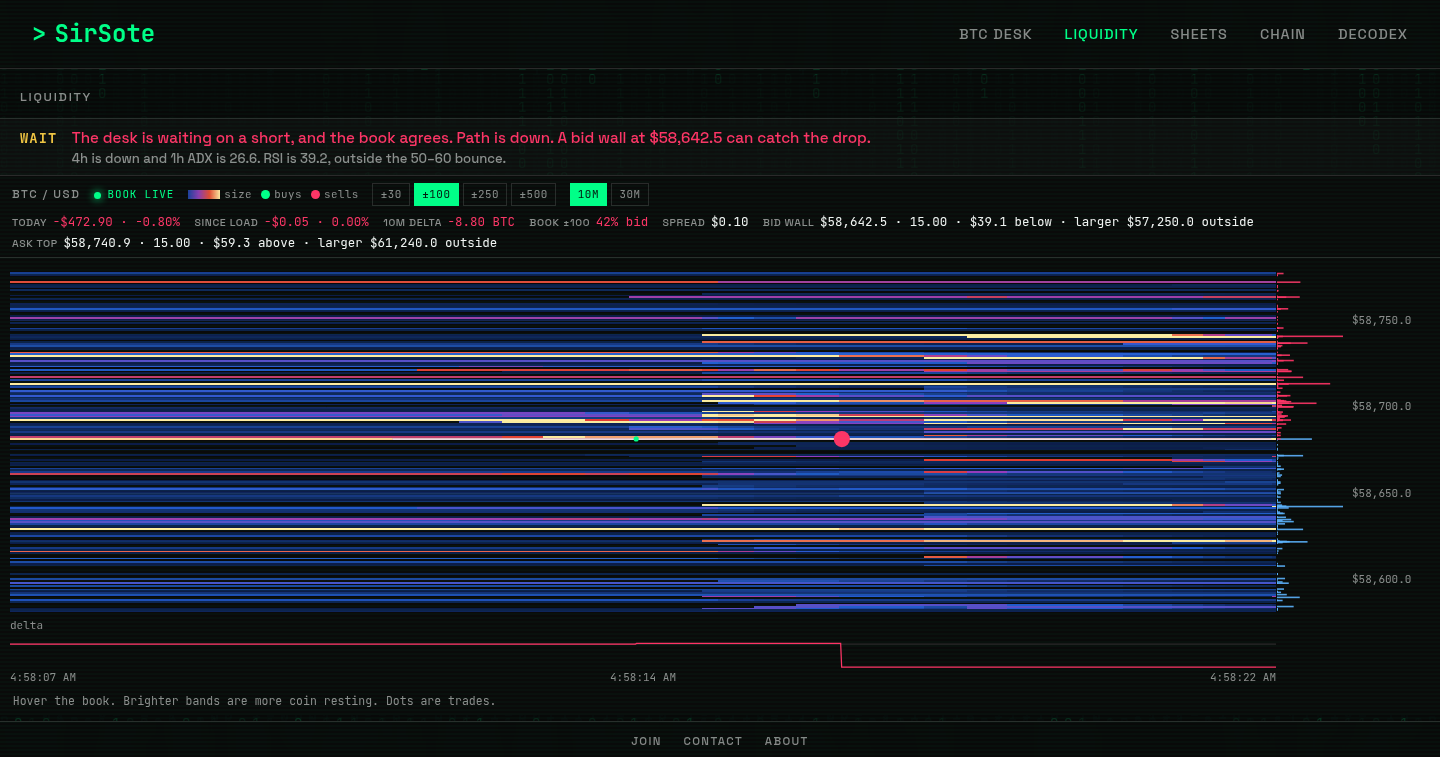 > SirSote
BTC DESK LIQUIDITY SHEETS CHAIN DECODEX
LIQUIDITY
WAIT The desk is waiting on a short, and the book agrees. Path is down. A bid wall at $58,642.5 can catch the drop.
4h is down and 1h ADX is 26.6. RSI is 39.2, outside the 50–60 bounce.
BTC / USD BOOK LIVE size buys sells ±30 ±100 ±250 ±500 10M 30M
TODAY -$472.90 · -0.80% SINCE LOAD -$0.05 · 0.00% 10M DELTA -8.80 BTC BOOK ±100 42% bid SPREAD $0.10 BID WALL $58,642.5 · 15.00 · $39.1 below · larger $57,250.0 outside
ASK TOP $58,740.9 · 15.00 · $59.3 above · larger $61,240.0 outside
$58,750.0
$58,700.0
$58,650.0
$58,600.0
delta
4:58:07 AM 4:58:14 AM 4:58:22 AM
Hover the book. Brighter bands are more coin resting. Dots are trades.
JOIN CONTACT ABOUT